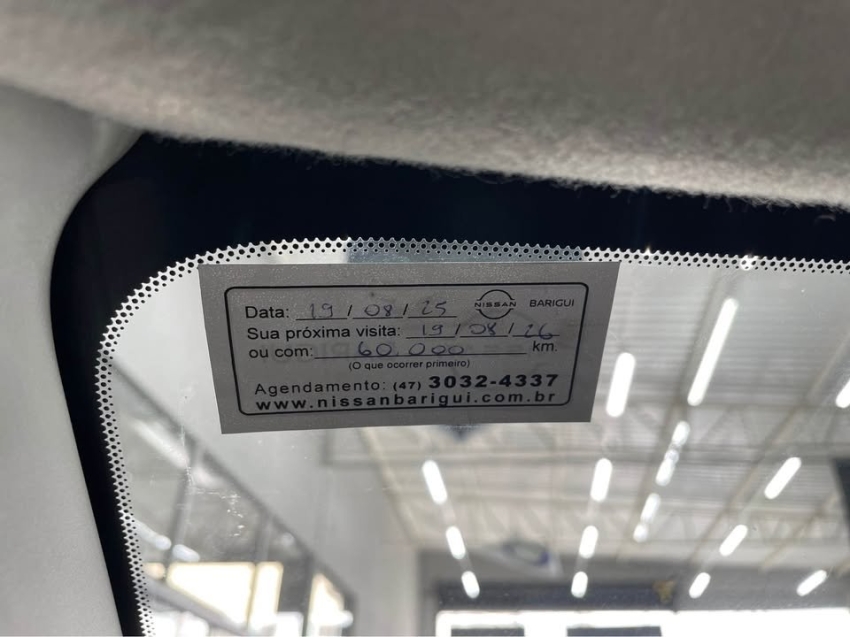 Data: 19 / 08 / 25 NISSAN BARIGUI
Sua próxima visita: 19 / 08 / 26
ou com: 60.000 km.
(O que ocorrer primeiro)
Agendamento: (47) 3032-4337
www.nissanbarigui.com.br